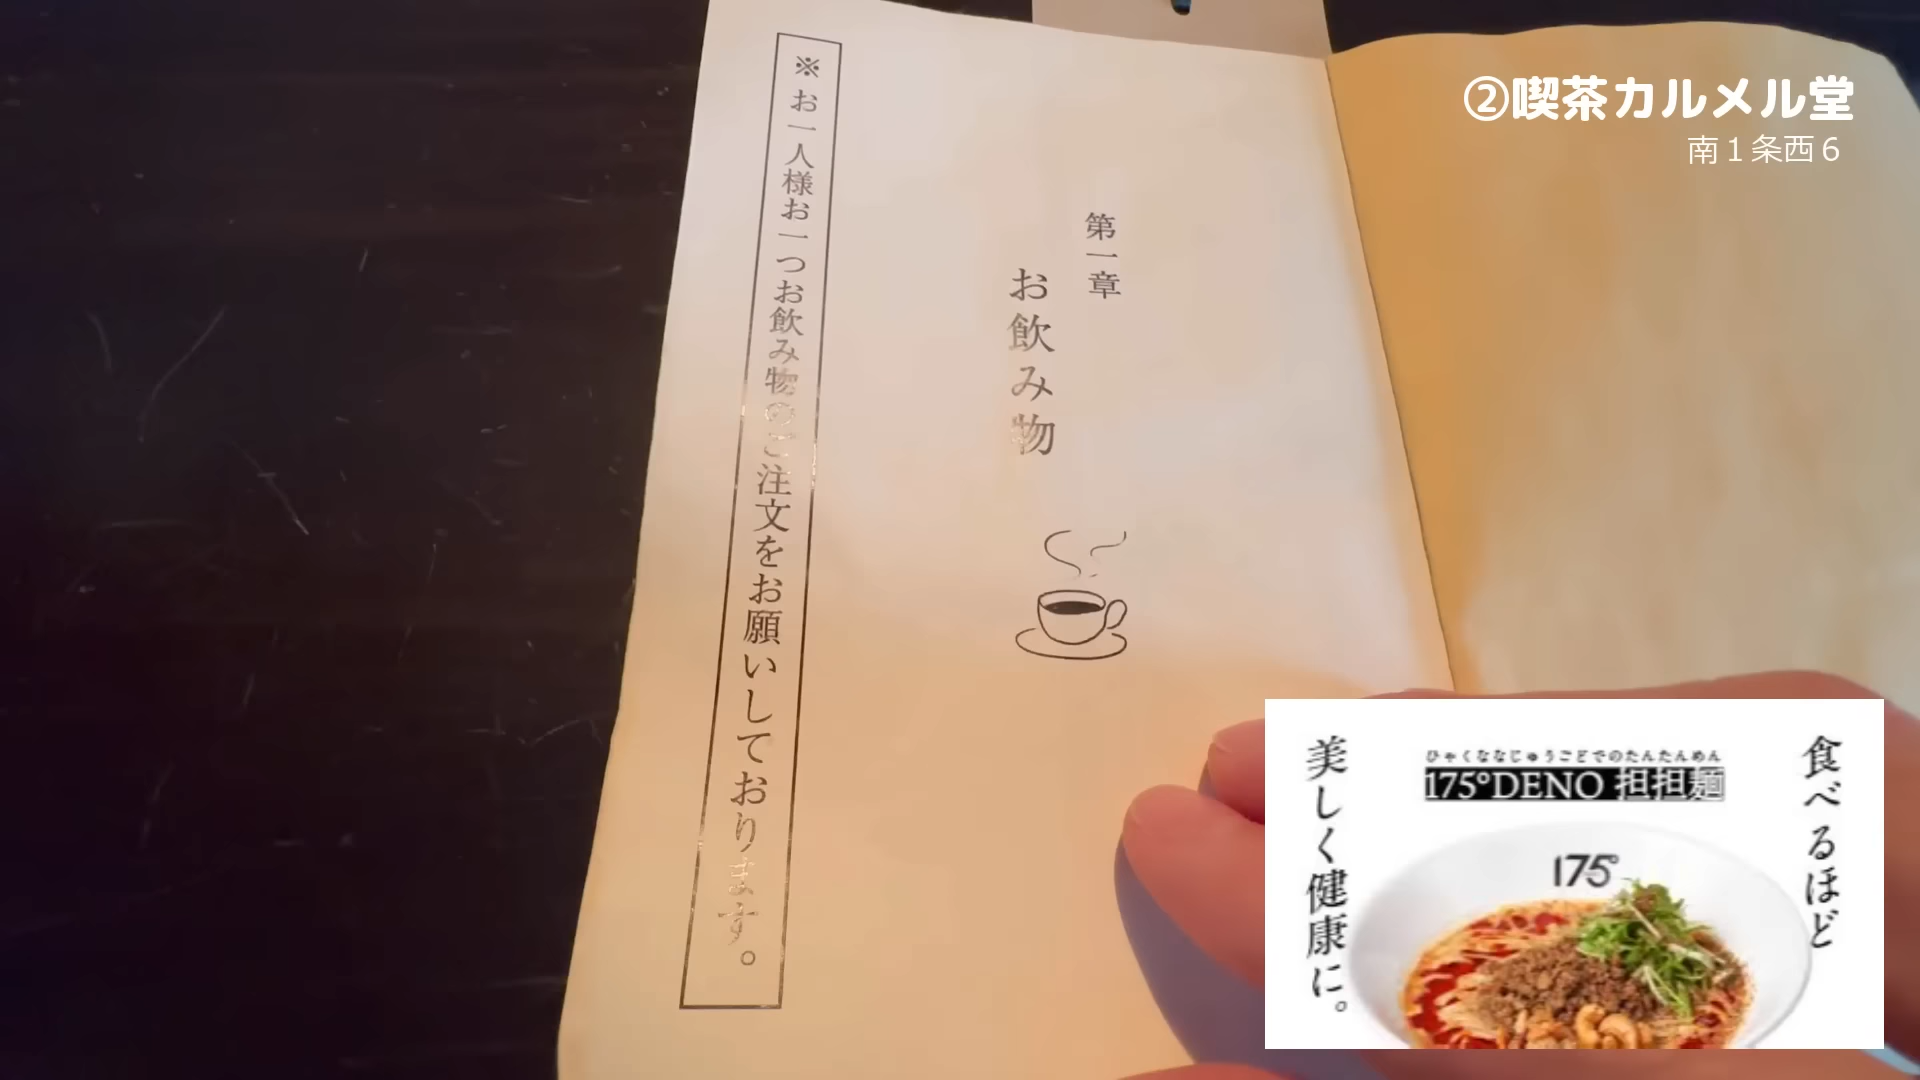 ②喫茶カルメル堂
南1条西6
第一章
お飲み物
※お一人様お一つお飲み物のご注文をお願いしております。
食べるほど
ひゃくななじゅうごどでのたんたんめん
175°DENO 担担麺
175°
美しく健康に。